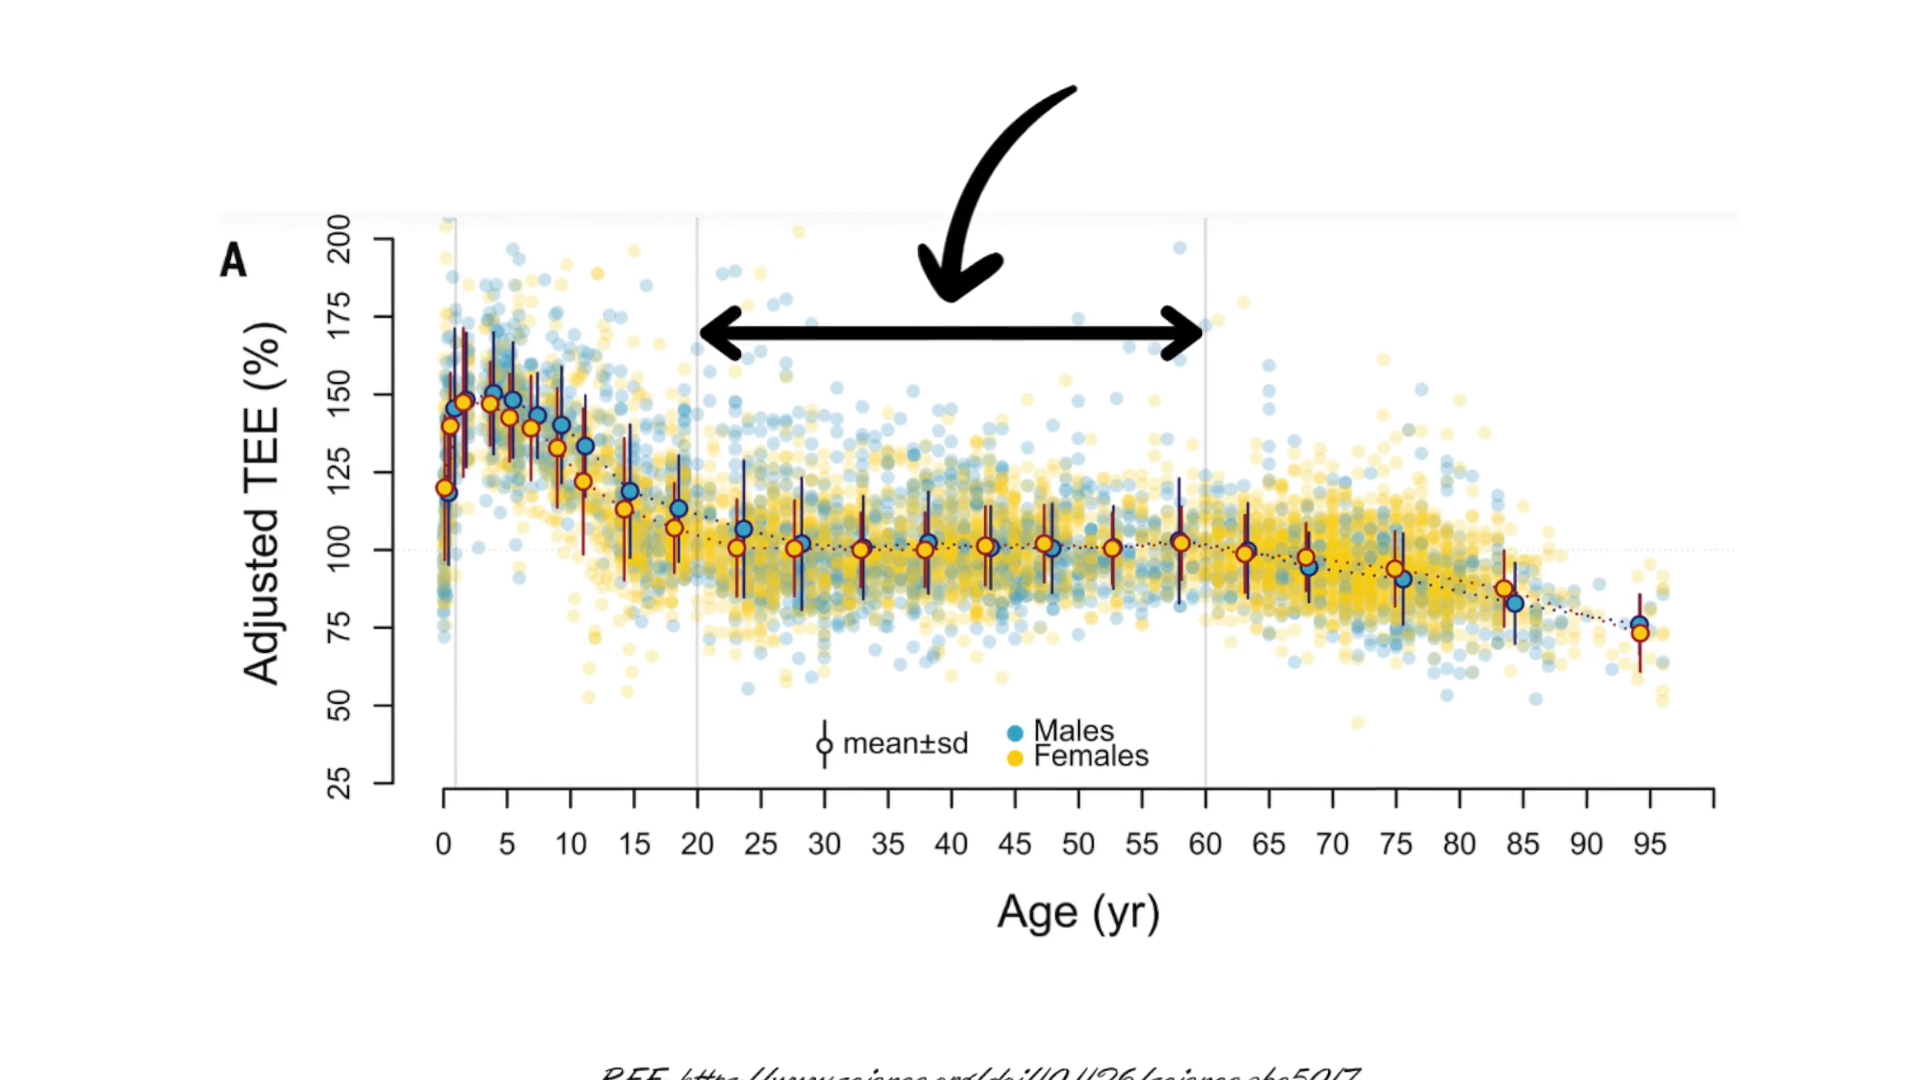 A
Adjusted TEE (%)
200
175
150
125
100
75
50
25
mean±sd
Males
Females
0 5 10 15 20 25 30 35 40 45 50 55 60 65 70 75 80 85 90 95
Age (yr)
REF: